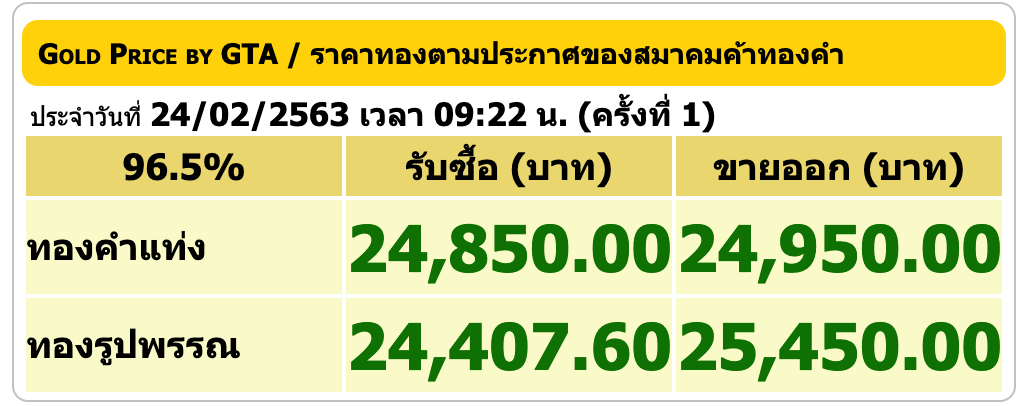 GOLD PRICE BY GTA / ราคาทองตามประกาศของสมาคมค้าทองคำ
ประจำวันที่ 24/02/2563 เวลา 09:22 น. (ครั้งที่ 1)
96.5% รับซื้อ (บาท) ขายออก (บาท)
ทองคำแท่ง 24,850.00 24,950.00
ทองรูปพรรณ 24,407.60 25,450.00